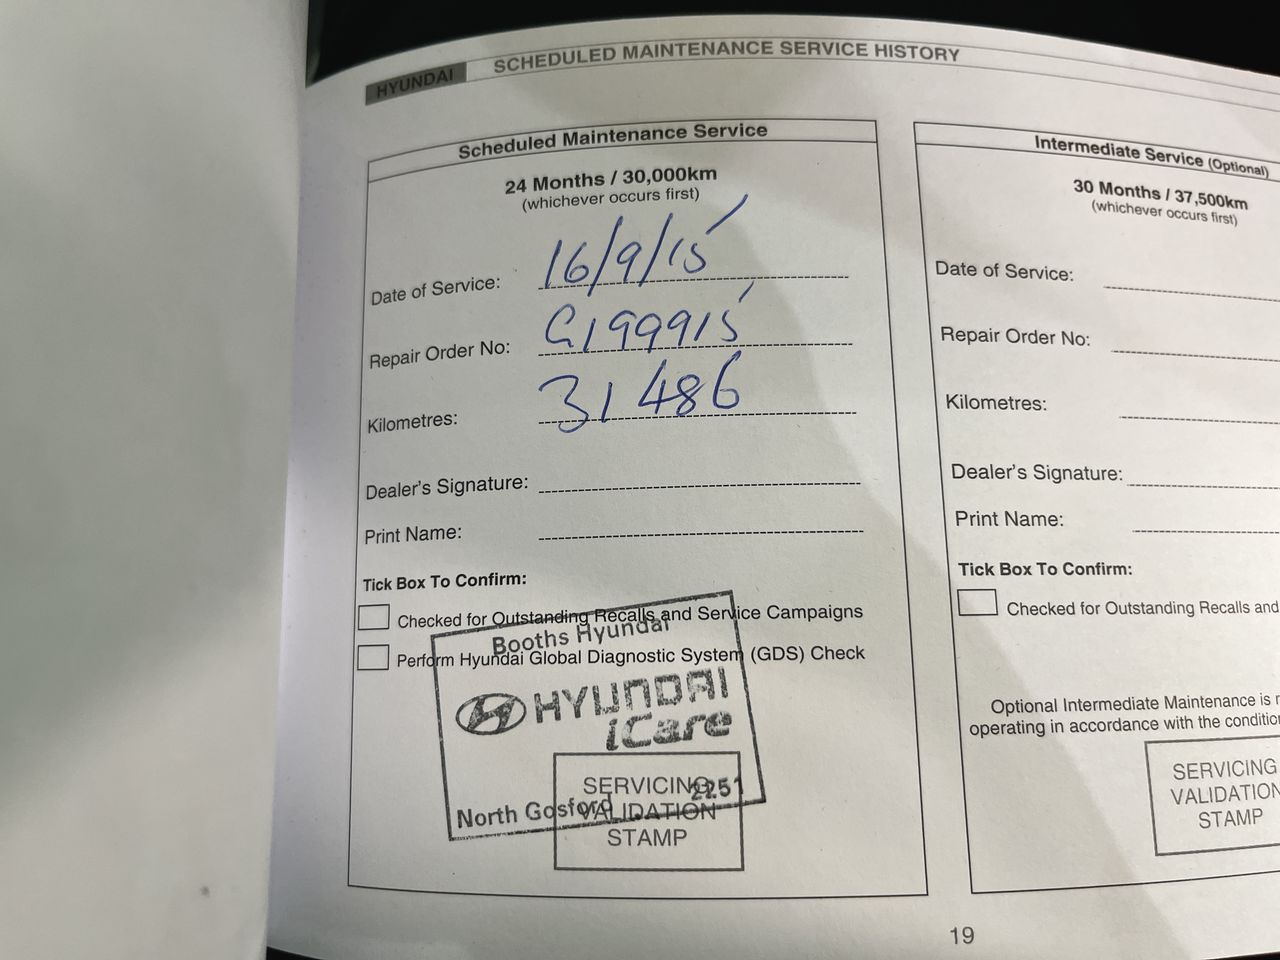 HYUNDAI
SCHEDULED MAINTENANCE SERVICE HISTORY
Scheduled Maintenance Service
24 Months / 30,000km
(whichever occurs first)
Date of Service: 16/9/15
Repair Order No: G199915
Kilometres: 31486
Dealer's Signature:
Print Name:
Tick Box To Confirm:
Checked for Outstanding Recalls and Service Campaigns
Perform Hyundai Global Diagnostic System (GDS) Check
Booths Hyundai
HYUNDAI
iCare
North Gosford 2251
SERVICING
VALIDATION
STAMP
Intermediate Service (Optional)
30 Months / 37,500km
(whichever occurs first)
Date of Service:
Repair Order No:
Kilometres:
Dealer's Signature:
Print Name:
Tick Box To Confirm:
Checked for Outstanding Recalls and
Optional Intermediate Maintenance is
operating in accordance with the
SERVICING
VALIDATION
STAMP
19